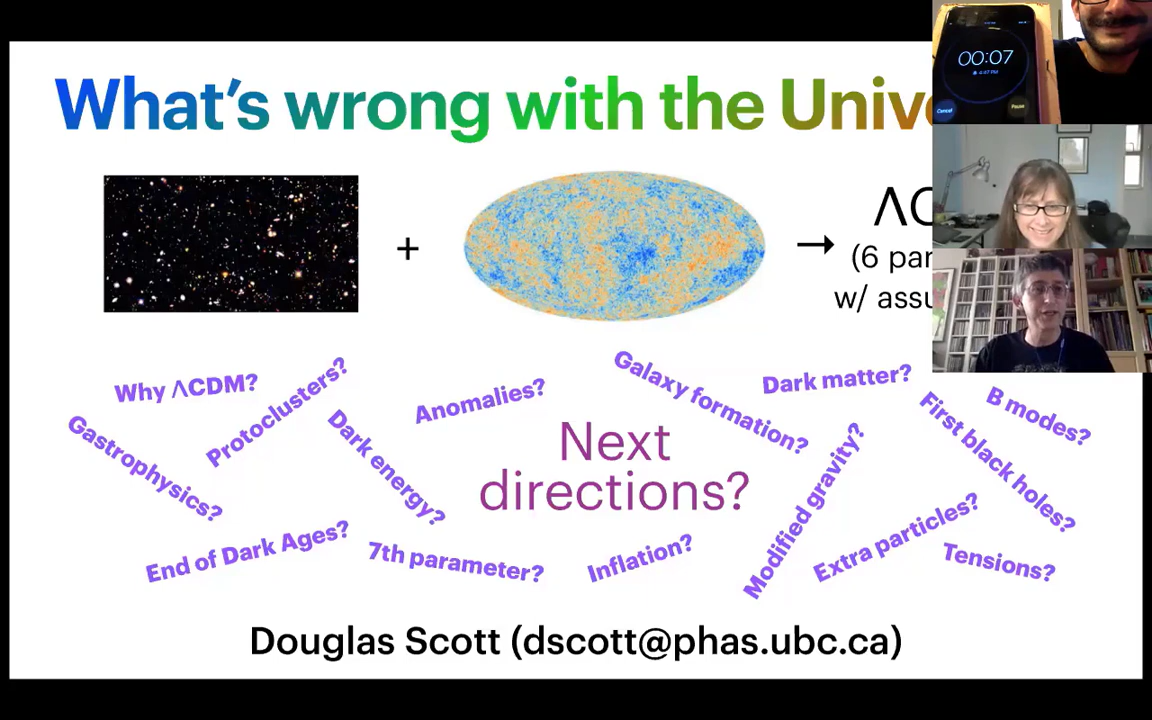 What's wrong with the Unive
+
→
ΛC
(6 par
w/ assu
00:07
Cancel
Pause
Why ΛCDM?
Protoclusters?
Gastrophysics?
Dark energy?
Anomalies?
Galaxy formation?
Dark matter?
B modes?
First black holes?
Next
directions?
Modified gravity?
End of Dark Ages?
7th parameter?
Inflation?
Extra particles?
Tensions?
Douglas Scott (dscott@phas.ubc.ca)